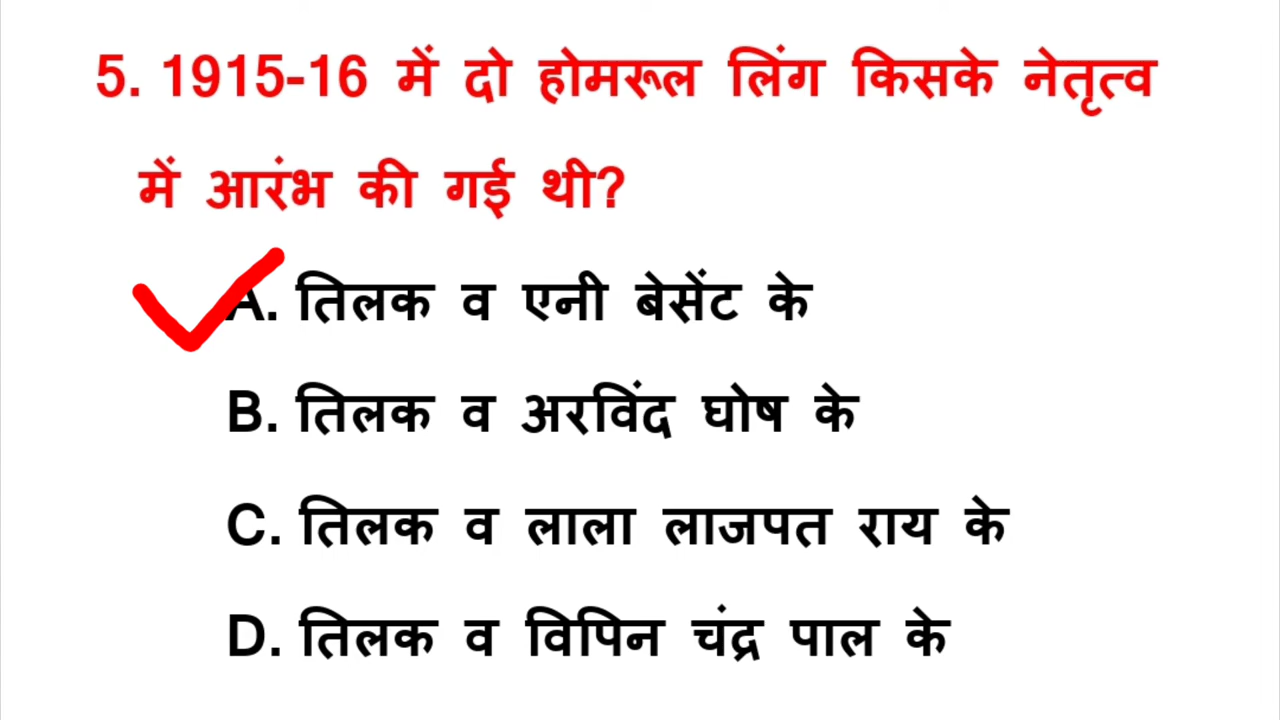 5. 1915-16 में दो होमरूल लिंग किसके नेतृत्व
में आरंभ की गई थी?
A. तिलक व एनी बेसेंट के
B. तिलक व अरविंद घोष के
C. तिलक व लाला लाजपत राय के
D. तिलक व विपिन चंद्र पाल के